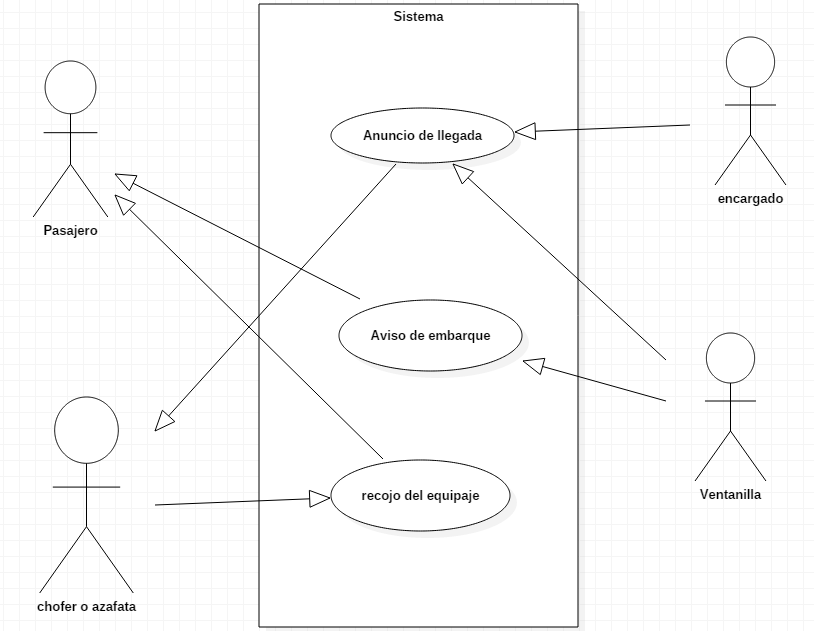 Sistema
Anuncio de llegada
encargado
Pasajero
Aviso de embarque
recojo del equipaje
Ventanilla
chofer o azafata